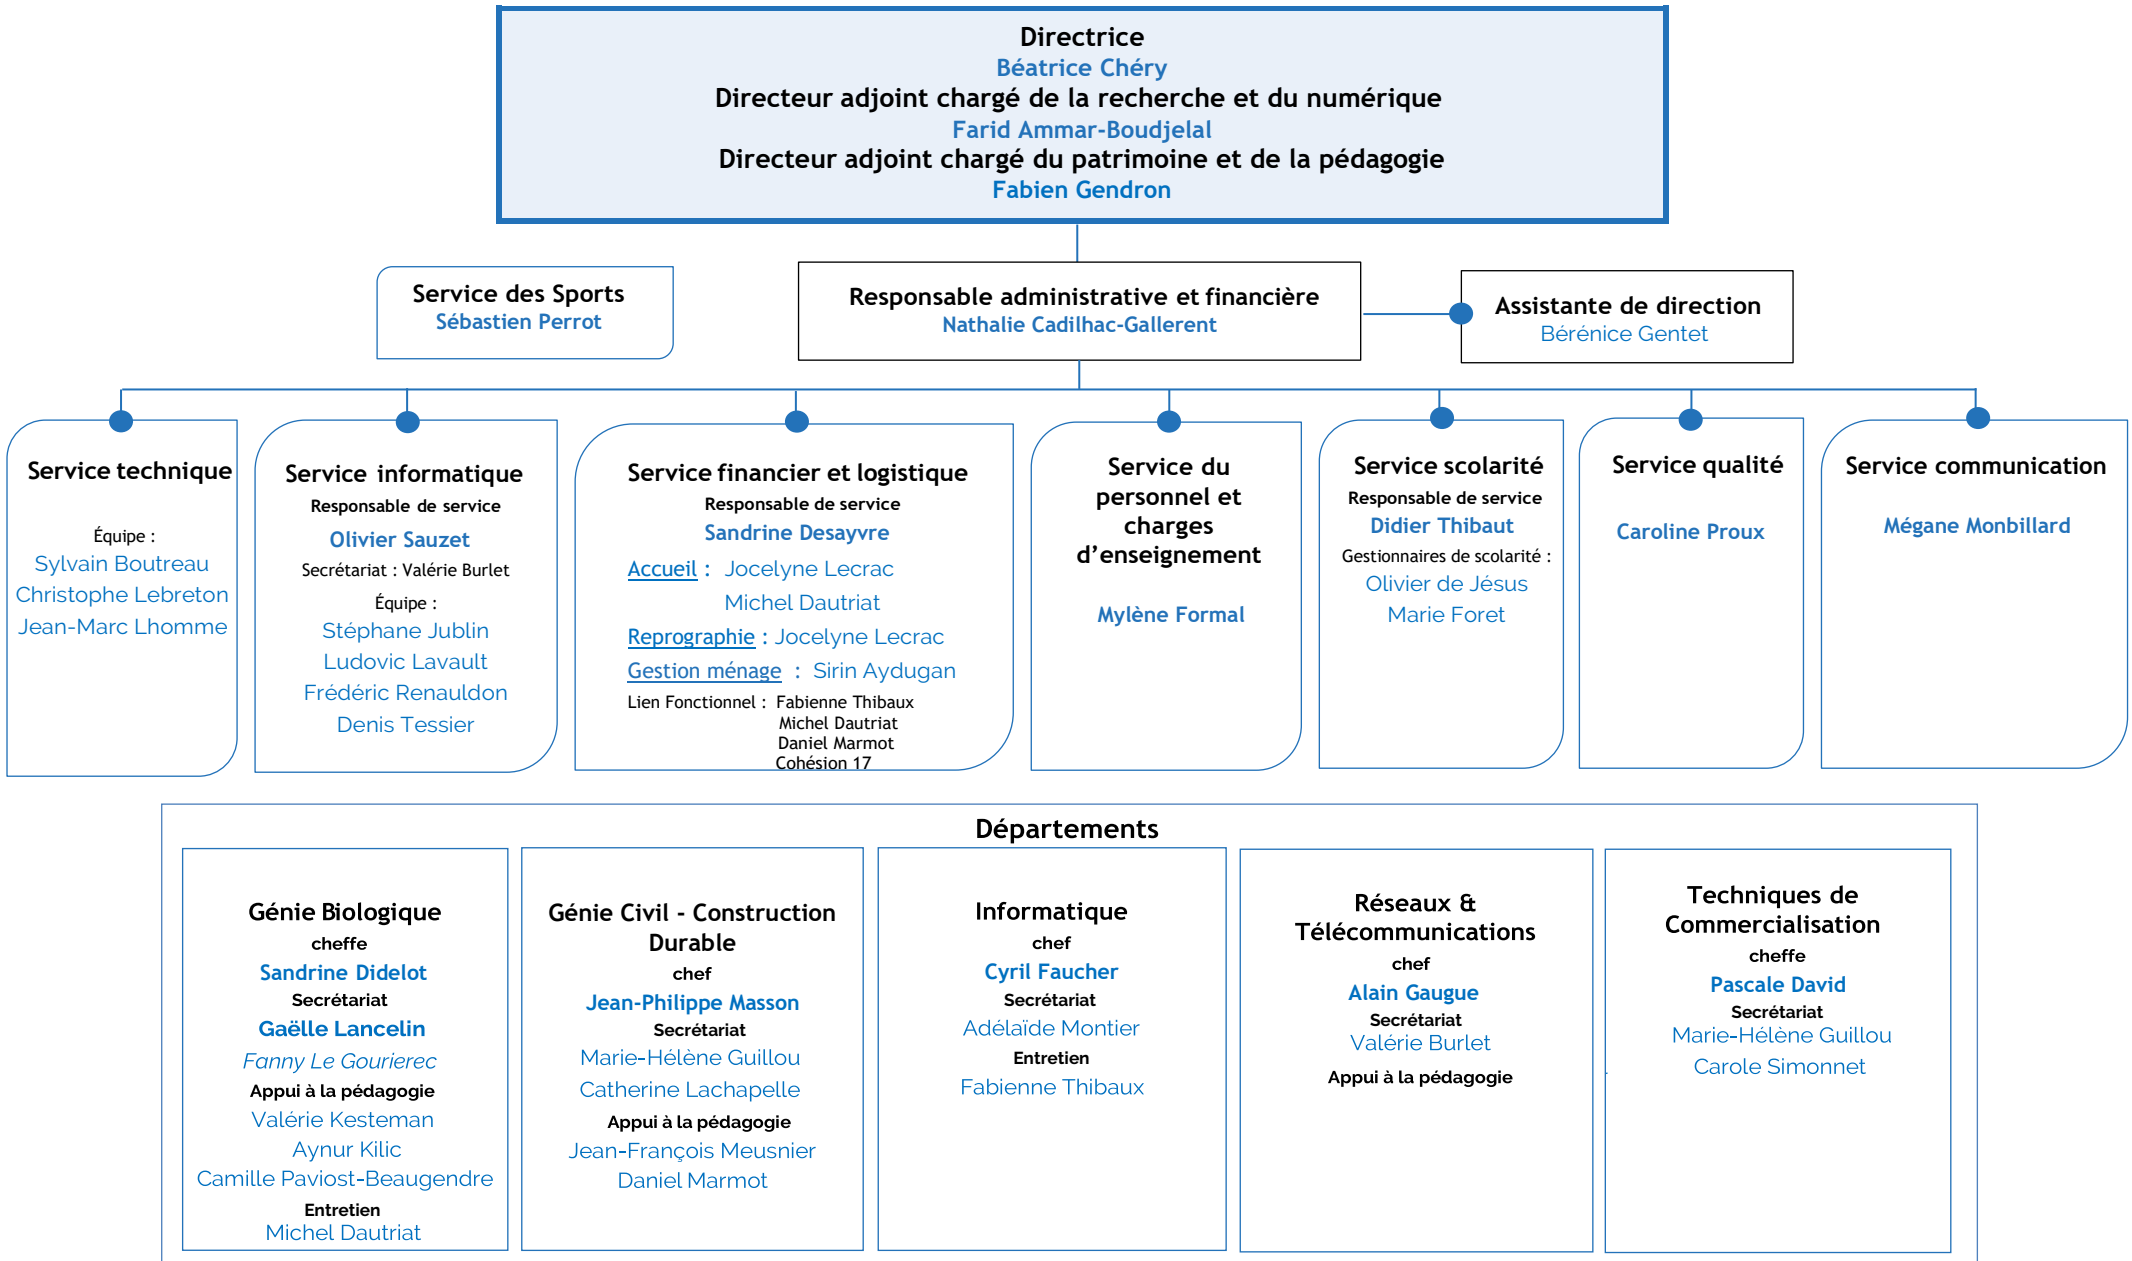 Directrice
Béatrice Chéry
Directeur adjoint chargé de la recherche et du numérique
Farid Ammar-Boudjelal
Directeur adjoint chargé du patrimoine et de la pédagogie
Fabien Gendron
Service des Sports
Sébastien Perrot
Responsable administrative et financière
Nathalie Cadilhac-Gallerent
Assistante de direction
Bérénice Gentet
Service technique
Équipe :
Sylvain Boutreau
Christophe Lebreton
Jean-Marc Lhomme
Service informatique
Responsable de service
Olivier Sauzet
Secrétariat : Valérie Burlet
Équipe :
Stéphane Jublin
Ludovic Lavault
Frédéric Renauldon
Denis Tessier
Service financier et logistique
Responsable de service
Sandrine Desayvre
Accueil : Jocelyne Lecrac
Michel Dautriat
Reprographie : Jocelyne Lecrac
Gestion ménage : Sirin Aydugan
Lien Fonctionnel : Fabienne Thibaux
Michel Dautriat
Daniel Marmot
Cohésion 17
Service du
personnel et
charges
d’enseignement
Mylène Formal
Service scolarité
Responsable de service
Didier Thibaut
Gestionnaires de scolarité :
Olivier de Jésus
Marie Foret
Service qualité
Caroline Proux
Service communication
Mégane Monbillard
Départements
Génie Biologique
cheffe
Sandrine Didelot
Secrétariat
Gaëlle Lancelin
Fanny Le Gourierec
Appui à la pédagogie
Valérie Kesteman
Aynur Kilic
Camille Paviost-Beaugendre
Entretien
Michel Dautriat
Génie Civil - Construction
Durable
chef
Jean-Philippe Masson
Secrétariat
Marie-Hélène Guillou
Catherine Lachapelle
Appui à la pédagogie
Jean-François Meusnier
Daniel Marmot
Informatique
chef
Cyril Faucher
Secrétariat
Adélaïde Montier
Entretien
Fabienne Thibaux
Réseaux &
Télécommunications
chef
Alain Gaugue
Secrétariat
Valérie Burlet
Appui à la pédagogie
Techniques de
Commercialisation
cheffe
Pascale David
Secrétariat
Marie-Hélène Guillou
Carole Simonnet